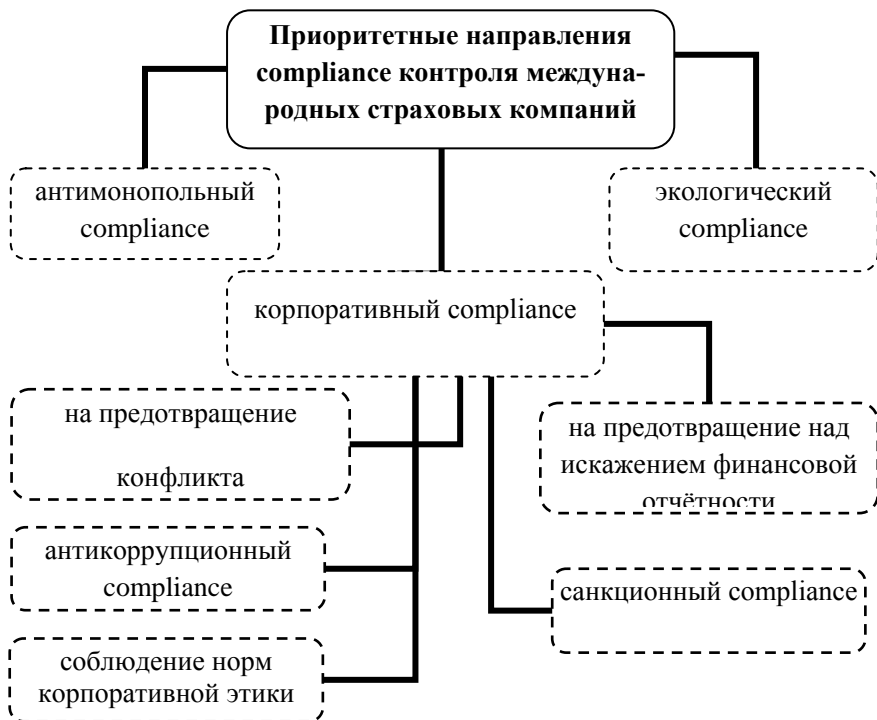 Приоритетные направления
compliance контроля междуна-
родных страховых компаний
антимонопольный
compliance
экологический
compliance
корпоративный compliance
на предотвращение
конфликта
на предотвращение над
искажением финансовой
отчётности
антикоррупционный
compliance
санкционный compliance
соблюдение норм
корпоративной этики